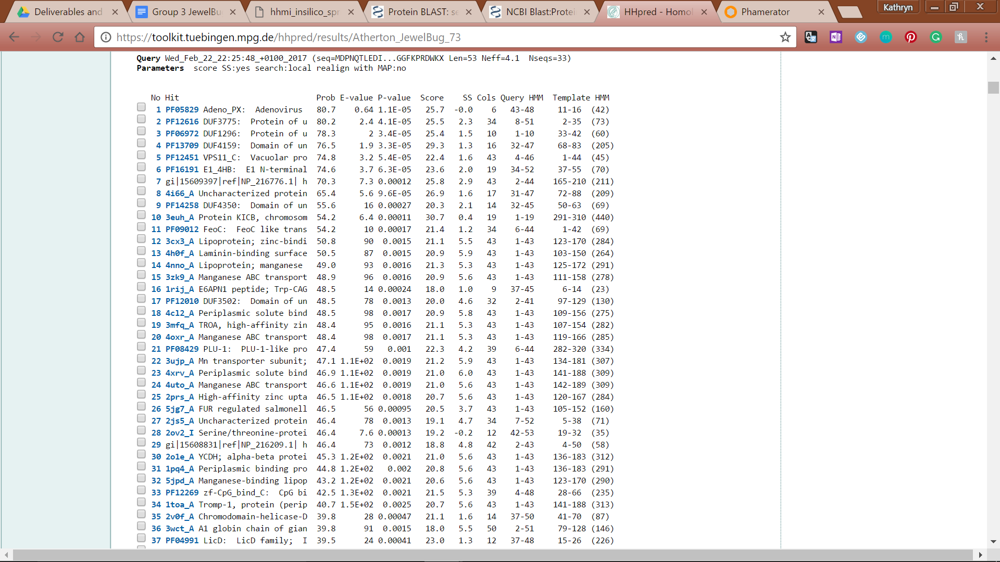 Deliverables and
Group 3 JewelBu
hhmi_insilico_spr
Protein BLAST: se
NCBI Blast:Protei
HHpred - Homol
Phamerator
Kathryn
https://toolkit.tuebingen.mpg.de/hhpred/results/Atherton_JewelBug_73
Query Wed_Feb_22_22:25:48_+0100_2017 (seq=MDPNQTLEDI...GGFKPRDWKX Len=53 Neff=4.1 Nseqs=33)
Parameters score SS:yes search:local realign with MAP:no
No Hit Prob E-value P-value Score SS Cols Query HMM Template HMM
1 PF05829 Adeno_PX: Adenovirus 80.7 0.64 1.1E-05 25.7 -0.0 6 43-48 11-16 (42)
2 PF12616 DUF3775: Protein of u 80.2 2.4 4.1E-05 25.5 2.3 34 8-51 2-35 (73)
3 PF06972 DUF1296: Protein of u 78.3 2 3.4E-05 25.4 1.5 10 1-10 33-42 (60)
4 PF13709 DUF4159: Domain of un 76.5 1.9 3.3E-05 29.3 1.3 16 32-47 68-83 (205)
5 PF12451 VPS11_C: Vacuolar pro 74.8 3.2 5.4E-05 22.4 1.6 43 4-46 1-44 (45)
6 PF16191 E1_4HB: E1 N-terminal 74.6 3.7 6.3E-05 23.6 2.0 19 34-52 37-55 (70)
7 gi|15609397|ref|NP_216776.1| h 70.3 7.3 0.00012 25.8 2.9 43 2-44 165-210 (211)
8 4i66_A Uncharacterized protein 65.4 5.6 9.6E-05 26.9 1.6 17 31-47 72-88 (209)
9 PF14258 DUF4350: Domain of un 55.6 16 0.00027 20.3 2.1 14 32-45 50-63 (69)
10 3euh_A Protein KICB, chromosom 54.2 6.4 0.00011 30.7 0.4 19 1-19 291-310 (440)
11 PF09012 FeoC: FeoC like trans 54.2 10 0.00017 21.4 1.2 34 6-44 1-42 (69)
12 3cx3_A Lipoprotein; zinc-bindi 50.8 90 0.0015 21.1 5.5 43 1-43 123-170 (284)
13 4h0f_A Laminin-binding surface 50.5 87 0.0015 20.9 5.9 43 1-43 103-150 (264)
14 4nno_A Lipoprotein; manganese 49.0 93 0.0016 21.3 5.3 43 1-43 125-172 (291)
15 3zk9_A Manganese ABC transport 48.9 96 0.0016 20.9 5.6 43 1-43 111-158 (278)
16 1rij_A E6APN1 peptide; Trp-CAG 48.5 14 0.00024 18.0 1.0 9 37-45 6-14 (23)
17 PF12010 DUF3502: Domain of un 48.5 78 0.0013 20.0 4.6 32 2-41 97-129 (130)
18 4cl2_A Periplasmic solute bind 48.5 98 0.0017 20.9 5.8 43 1-43 109-156 (275)
19 3mfq_A TROA, high-affinity zin 48.4 95 0.0016 21.1 5.3 43 1-43 107-154 (282)
20 4oxr_A Manganese ABC transport 48.4 98 0.0017 21.1 5.3 43 1-43 119-166 (285)
21 PF08429 PLU-1: PLU-1-like pro 47.4 59 0.001 22.3 4.2 39 6-44 282-320 (334)
22 3ujp_A Mn transporter subunit; 47.1 1.1E+02 0.0019 21.2 5.9 43 1-43 134-181 (307)
23 4xrv_A Periplasmic solute bind 46.9 1.1E+02 0.0019 21.0 6.0 43 1-43 141-188 (309)
24 4uto_A Manganese ABC transport 46.6 1.1E+02 0.0019 21.0 5.6 43 1-43 142-189 (309)
25 2prs_A High-affinity zinc upta 46.5 1.1E+02 0.0018 20.7 5.6 43 1-43 120-167 (284)
26 5jg7_A FUR regulated salmonell 46.5 56 0.00095 20.5 3.7 43 1-43 105-152 (160)
27 2js5_A Uncharacterized protein 46.4 78 0.0013 19.1 4.7 34 7-52 5-38 (71)
28 2ov2_I Serine/threonine-protei 46.4 7.6 0.00013 19.2 -0.2 12 42-53 19-32 (35)
29 gi|15608831|ref|NP_216209.1| h 46.4 73 0.0012 18.8 4.8 42 2-43 4-50 (58)
30 2o1e_A YCDH; alpha-beta protei 45.3 1.2E+02 0.0021 21.0 5.6 43 1-43 136-183 (312)
31 1pq4_A Periplasmic binding pro 44.8 1.2E+02 0.002 20.8 5.6 43 1-43 136-183 (291)
32 5jpd_A Manganese-binding lipop 43.2 1.2E+02 0.0021 20.6 5.6 43 1-43 123-170 (290)
33 PF12269 zf-CpG_bind_C: CpG bi 42.5 1.3E+02 0.0021 21.5 5.3 39 4-48 28-66 (235)
34 1toa_A Tromp-1, protein (perip 40.7 1.5E+02 0.0025 20.7 5.6 43 1-43 141-188 (313)
35 2v0f_A Chromodomain-helicase-D 39.8 28 0.00047 21.1 1.6 14 37-50 41-70 (87)
36 3wct_A A1 globin chain of gian 39.8 91 0.0015 18.0 5.5 50 2-51 79-128 (146)
37 PF04991 LicD: LicD family; I 39.5 24 0.00041 23.0 1.3 12 37-48 15-26 (226)